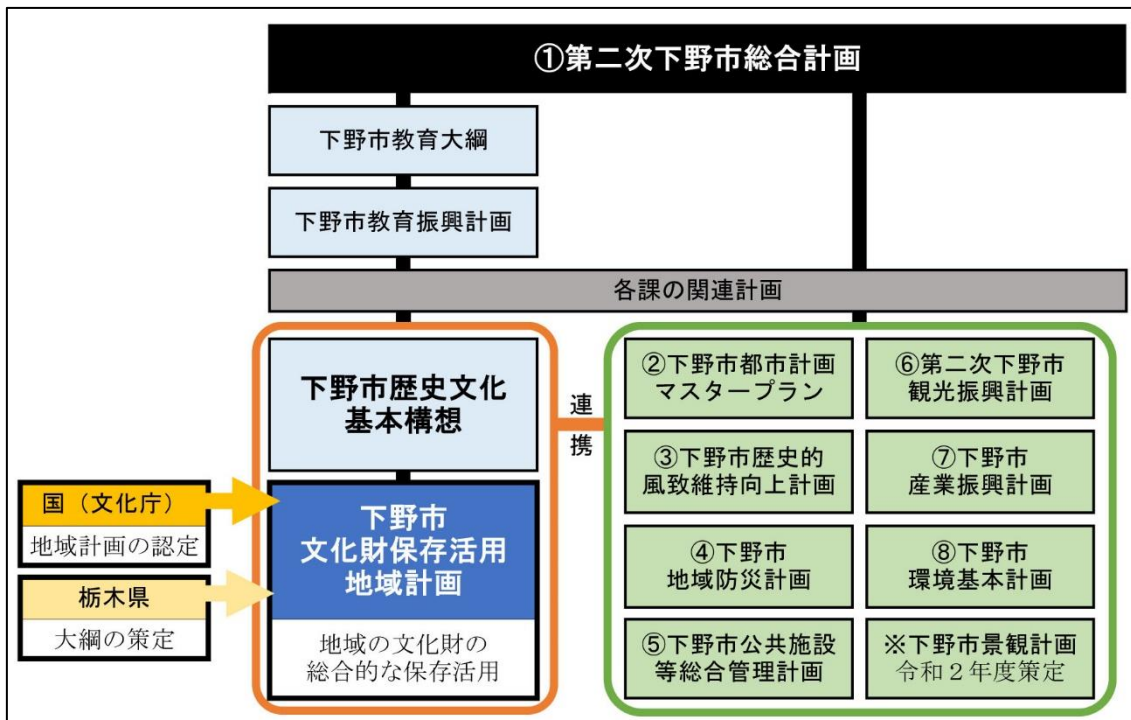 ①第二次下野市総合計画
下野市教育大綱
下野市教育振興計画
各課の関連計画
下野市歴史文化
基本構想
国（文化庁）
地域計画の認定
栃木県
大綱の策定
下野市
文化財保存活用
地域計画
地域の文化財の
総合的な保存活用
連
携
②下野市都市計画
マスタープラン
③下野市歴史的
風致維持向上計画
④下野市
地域防災計画
⑤下野市公共施設
等総合管理計画
⑥第二次下野市
観光振興計画
⑦下野市
産業振興計画
⑧下野市
環境基本計画
※下野市景観計画
令和２年度策定